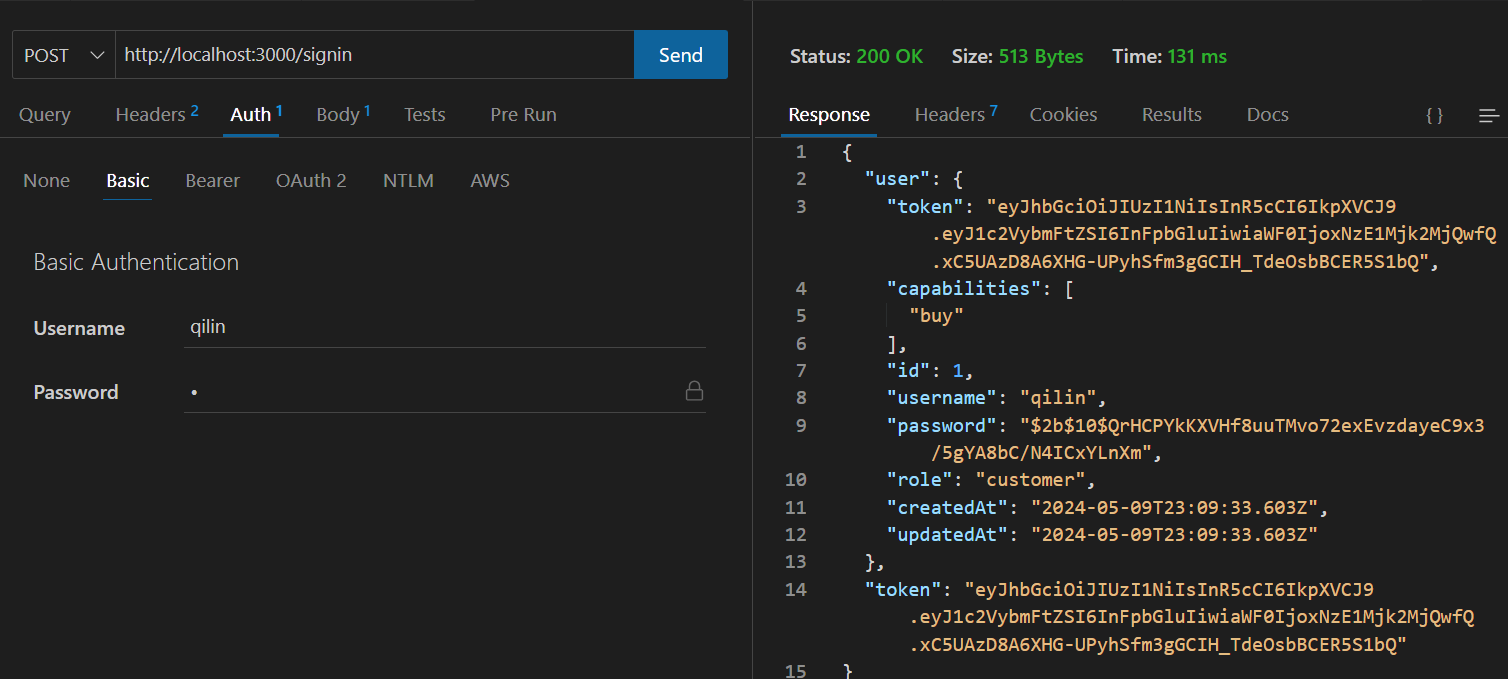 POST http://localhost:3000/signin Send
Query Headers 2 Auth 1 Body 1 Tests Pre Run
None Basic Bearer OAuth 2 NTLM AWS
Basic Authentication
Username qilin
Password •
Status: 200 OK Size: 513 Bytes Time: 131 ms
Response Headers 7 Cookies Results Docs { }
1 {
2 "user": {
3 "token": "eyJhbGciOiJIUzI1NiIsInR5cCI6IkpXVCJ9
.eyJ1c2VybmFtZSI6InFpbGluIiwiaWF0IjoxNzE1Mjk2MjQwfQ
.xC5UAzD8A6XHG-UPyhSfm3gGCIH_TdeOsbBCER5S1bQ",
4 "capabilities": [
5 "buy"
6 ],
7 "id": 1,
8 "username": "qilin",
9 "password": "$2b$10$QrHCPYkKXVHf8uuTMvo72exEvzdayeC9x3
/5gYA8bC/N4ICxYLnXm",
10 "role": "customer",
11 "createdAt": "2024-05-09T23:09:33.603Z",
12 "updatedAt": "2024-05-09T23:09:33.603Z"
13 },
14 "token": "eyJhbGciOiJIUzI1NiIsInR5cCI6IkpXVCJ9
.eyJ1c2VybmFtZSI6InFpbGluIiwiaWF0IjoxNzE1Mjk2MjQwfQ
.xC5UAzD8A6XHG-UPyhSfm3gGCIH_TdeOsbBCER5S1bQ"
15 }